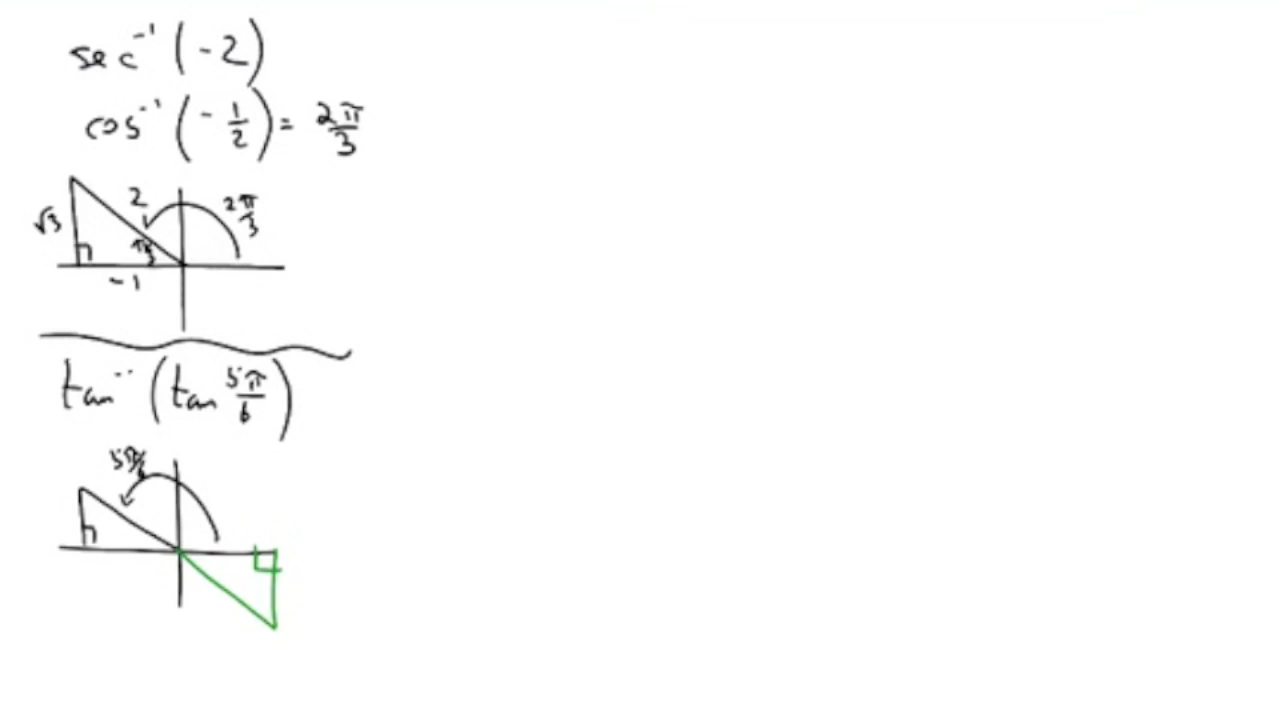 sec⁻¹ (-2)
cos⁻¹ (-1/2) = 2π/3
2
2π/3
√3
π/3
-1
tan⁻¹ (tan 5π/6)
5π/6